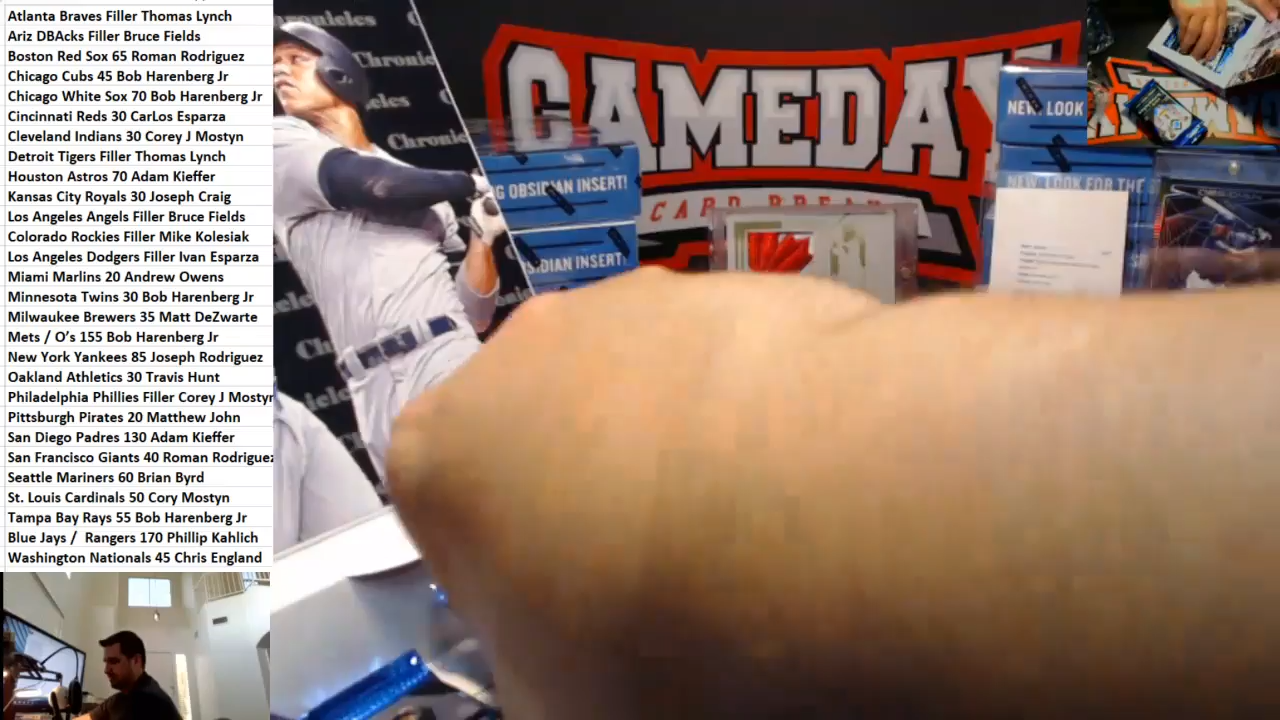 Atlanta Braves Filler Thomas Lynch
Ariz DBAcks Filler Bruce Fields
Boston Red Sox 65 Roman Rodriguez
Chicago Cubs 45 Bob Harenberg Jr
Chicago White Sox 70 Bob Harenberg Jr
Cincinnati Reds 30 CarLos Esparza
Cleveland Indians 30 Corey J Mostyn
Detroit Tigers Filler Thomas Lynch
Houston Astros 70 Adam Kieffer
Kansas City Royals 30 Joseph Craig
Los Angeles Angels Filler Bruce Fields
Colorado Rockies Filler Mike Kolesiak
Los Angeles Dodgers Filler Ivan Esparza
Miami Marlins 20 Andrew Owens
Minnesota Twins 30 Bob Harenberg Jr
Milwaukee Brewers 35 Matt DeZwarte
Mets / O's 155 Bob Harenberg Jr
New York Yankees 85 Joseph Rodriguez
Oakland Athletics 30 Travis Hunt
Philadelphia Phillies Filler Corey J Mostyn
Pittsburgh Pirates 20 Matthew John
San Diego Padres 130 Adam Kieffer
San Francisco Giants 40 Roman Rodriguez
Seattle Mariners 60 Brian Byrd
St. Louis Cardinals 50 Cory Mostyn
Tampa Bay Rays 55 Bob Harenberg Jr
Blue Jays / Rangers 170 Phillip Kahlich
Washington Nationals 45 Chris England
Chronicles
GAMEDAY
CARD BREA
G OBSIDIAN INSERT!
SIDIAN INSERT!
NEW LOOK
NEW LOOK FOR THE